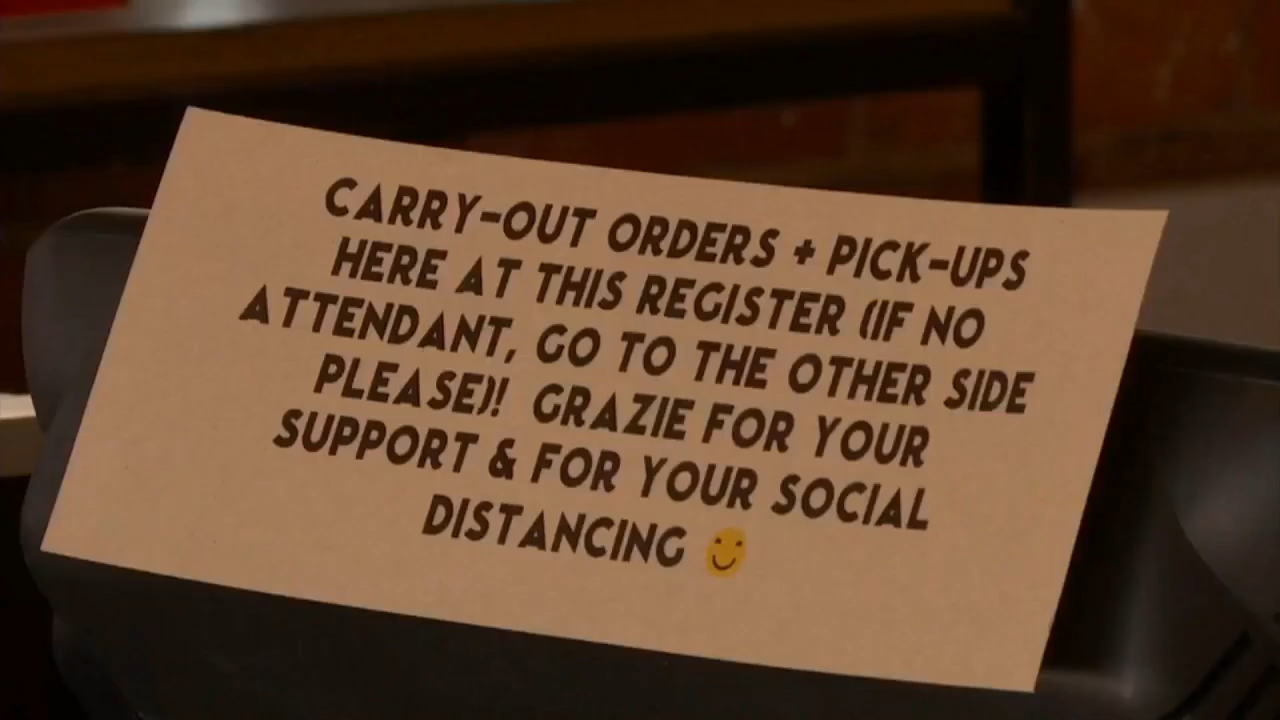 CARRY-OUT ORDERS + PICK-UPS
HERE AT THIS REGISTER (IF NO
ATTENDANT, GO TO THE OTHER SIDE
PLEASE)! GRAZIE FOR YOUR
SUPPORT & FOR YOUR SOCIAL
DISTANCING 😊